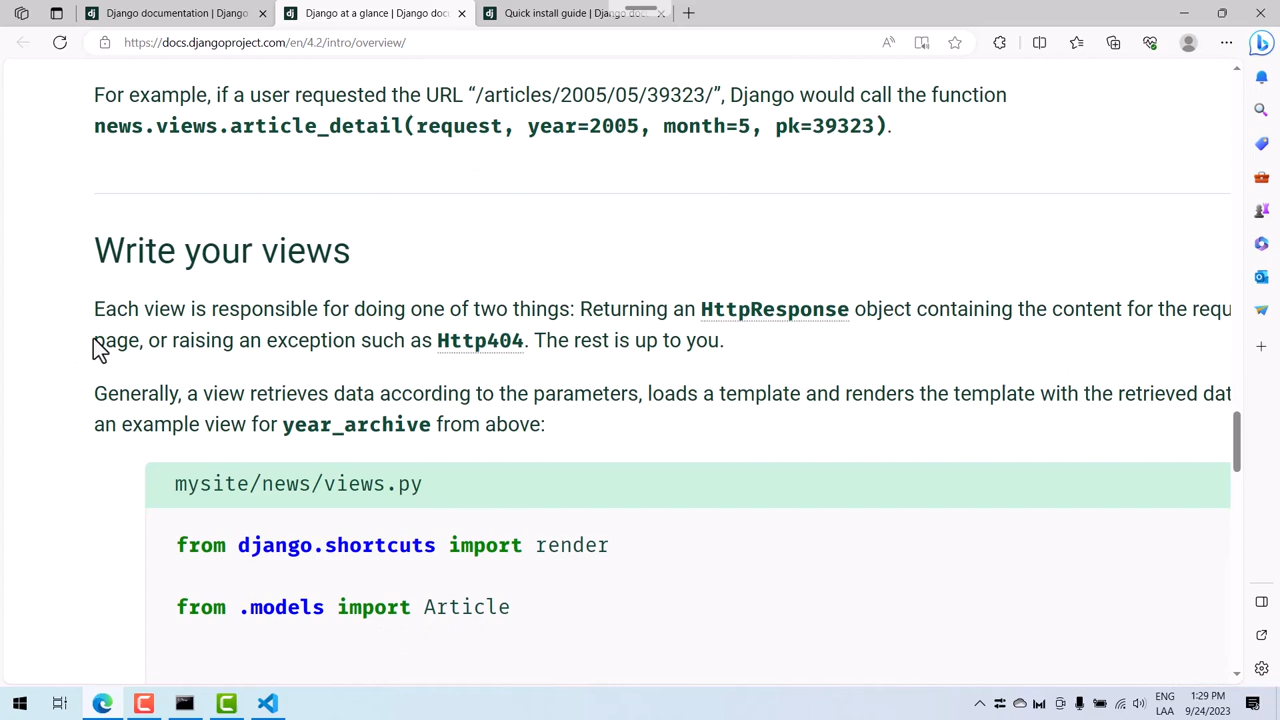 Django documentation | Django
Django at a glance | Django doc
Quick install guide | Django doc
https://docs.djangoproject.com/en/4.2/intro/overview/
For example, if a user requested the URL “/articles/2005/05/39323/”, Django would call the function
news.views.article_detail(request, year=2005, month=5, pk=39323).
Write your views
Each view is responsible for doing one of two things: Returning an HttpResponse object containing the content for the requ
page, or raising an exception such as Http404. The rest is up to you.
Generally, a view retrieves data according to the parameters, loads a template and renders the template with the retrieved dat
an example view for year_archive from above:
mysite/news/views.py
from django.shortcuts import render
from .models import Article
ENG
LAA
1:29 PM
9/24/2023